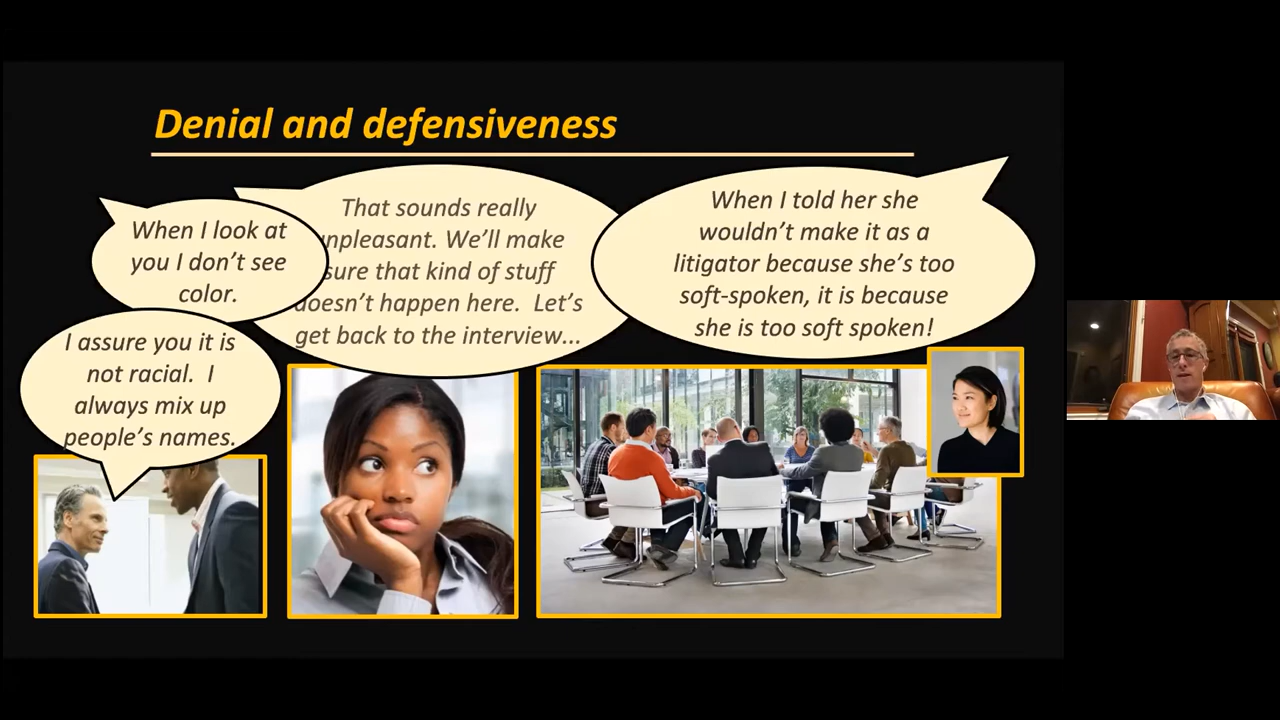 Denial and defensiveness
When I look at
you I don't see
color.
That sounds really
unpleasant. We'll make
sure that kind of stuff
doesn't happen here. Let's
get back to the interview...
When I told her she
wouldn't make it as a
litigator because she's too
soft-spoken, it is because
she is too soft spoken!
I assure you it is
not racial. I
always mix up
people's names.